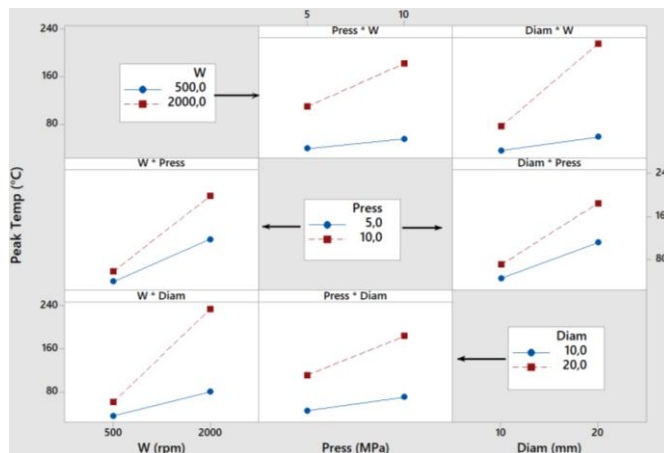 5 10
240
160
80
Press * W
Diam * W
W
500,0
2000,0
W * Press
Diam * Press
Peak Temp (°C)
Press
5,0
10,0
24
16
80
W * Diam
Press * Diam
240
160
80
Diam
10,0
20,0
500 2000
5 10
10 20
W (rpm)
Press (MPa)
Diam (mm)